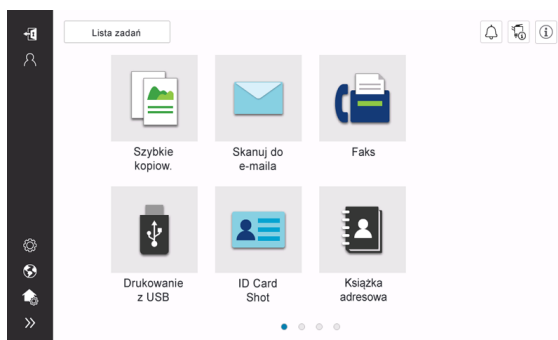 Lista zadań
Szybkie
kopiow.
Skanuj do
e-maila
Faks
Drukowanie
z USB
ID Card
Shot
Książka
adresowa